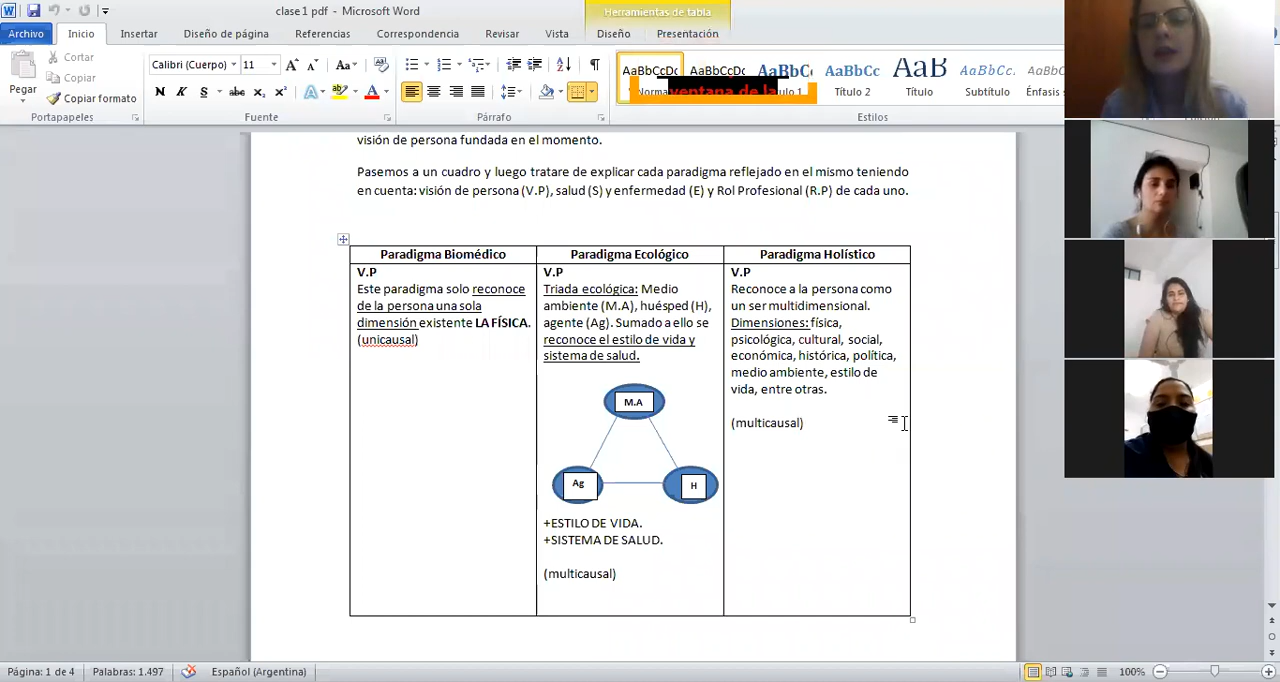 clase 1 pdf - Microsoft Word
Herramientas de tabla
Archivo
Inicio
Insertar
Diseño de página
Referencias
Correspondencia
Revisar
Vista
Diseño
Presentación
Pegar
Cortar
Copiar
Copiar formato
Portapapeles
Calibri (Cuerpo)
11
Fuente
Párrafo
AaBbCcDc
AaBbCcDc
AaBbC
AaBbCc
AaB
AaBbCc
ventana de la
Título 2
Título
Subtítulo
Énfasis
Estilos
visión de persona fundada en el momento.
Pasemos a un cuadro y luego tratare de explicar cada paradigma reflejado en el mismo teniendo
en cuenta: visión de persona (V.P), salud (S) y enfermedad (E) y Rol Profesional (R.P) de cada uno.
Paradigma Biomédico
V.P
Este paradigma solo reconoce
de la persona una sola
dimensión existente LA FÍSICA.
(unicausal)
Paradigma Ecológico
V.P
Triada ecológica: Medio
ambiente (M.A), huésped (H),
agente (Ag). Sumado a ello se
reconoce el estilo de vida y
sistema de salud.
M.A
Ag
H
+ESTILO DE VIDA.
+SISTEMA DE SALUD.
(multicausal)
Paradigma Holístico
V.P
Reconoce a la persona como
un ser multidimensional.
Dimensiones: física,
psicológica, cultural, social,
económica, histórica, política,
medio ambiente, estilo de
vida, entre otras.
(multicausal)
Página: 1 de 4
Palabras: 1.497
Español (Argentina)
100%